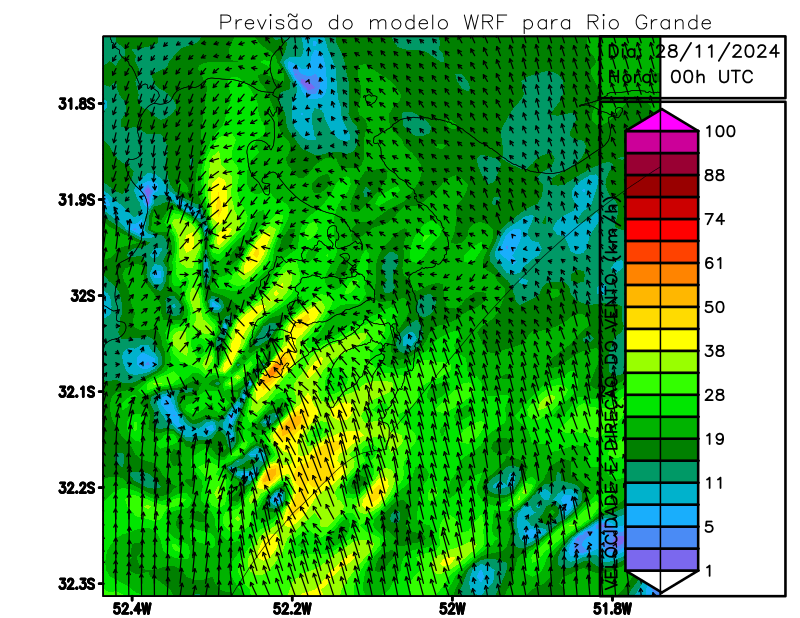 Previsão do modelo WRF para Rio Grande
Dia: 28/11/2024
Hora: 00h UTC
31.8S
31.9S
32S
32.1S
32.2S
32.3S
52.4W
52.2W
52W
51.8W
VELOCIDADE E DIREÇÃO DO VENTO (km/h)
100
88
74
61
50
38
28
19
11
5
1